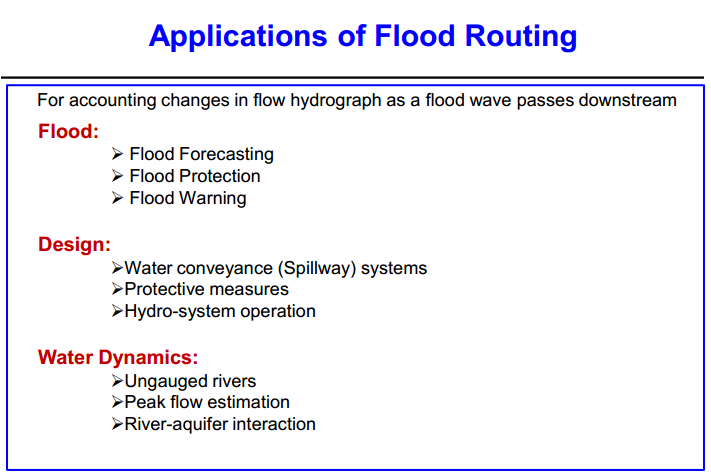 Applications of Flood Routing
For accounting changes in flow hydrograph as a flood wave passes downstream
Flood:
➢ Flood Forecasting
➢ Flood Protection
➢ Flood Warning
Design:
➢Water conveyance (Spillway) systems
➢Protective measures
➢Hydro-system operation
Water Dynamics:
➢Ungauged rivers
➢Peak flow estimation
➢River-aquifer interaction